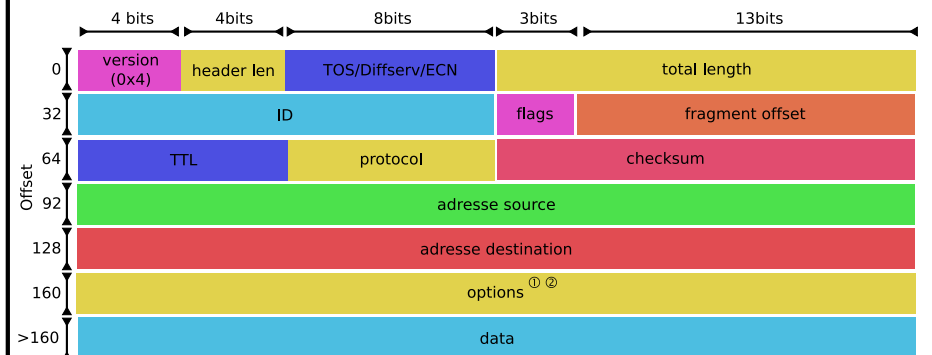 4 bits 4bits 8bits 3bits 13bits
0 version (0x4) header len TOS/Diffserv/ECN total length
32 ID flags fragment offset
64 TTL protocol checksum
Offset
92 adresse source
128 adresse destination
160 options ① ②
>160 data